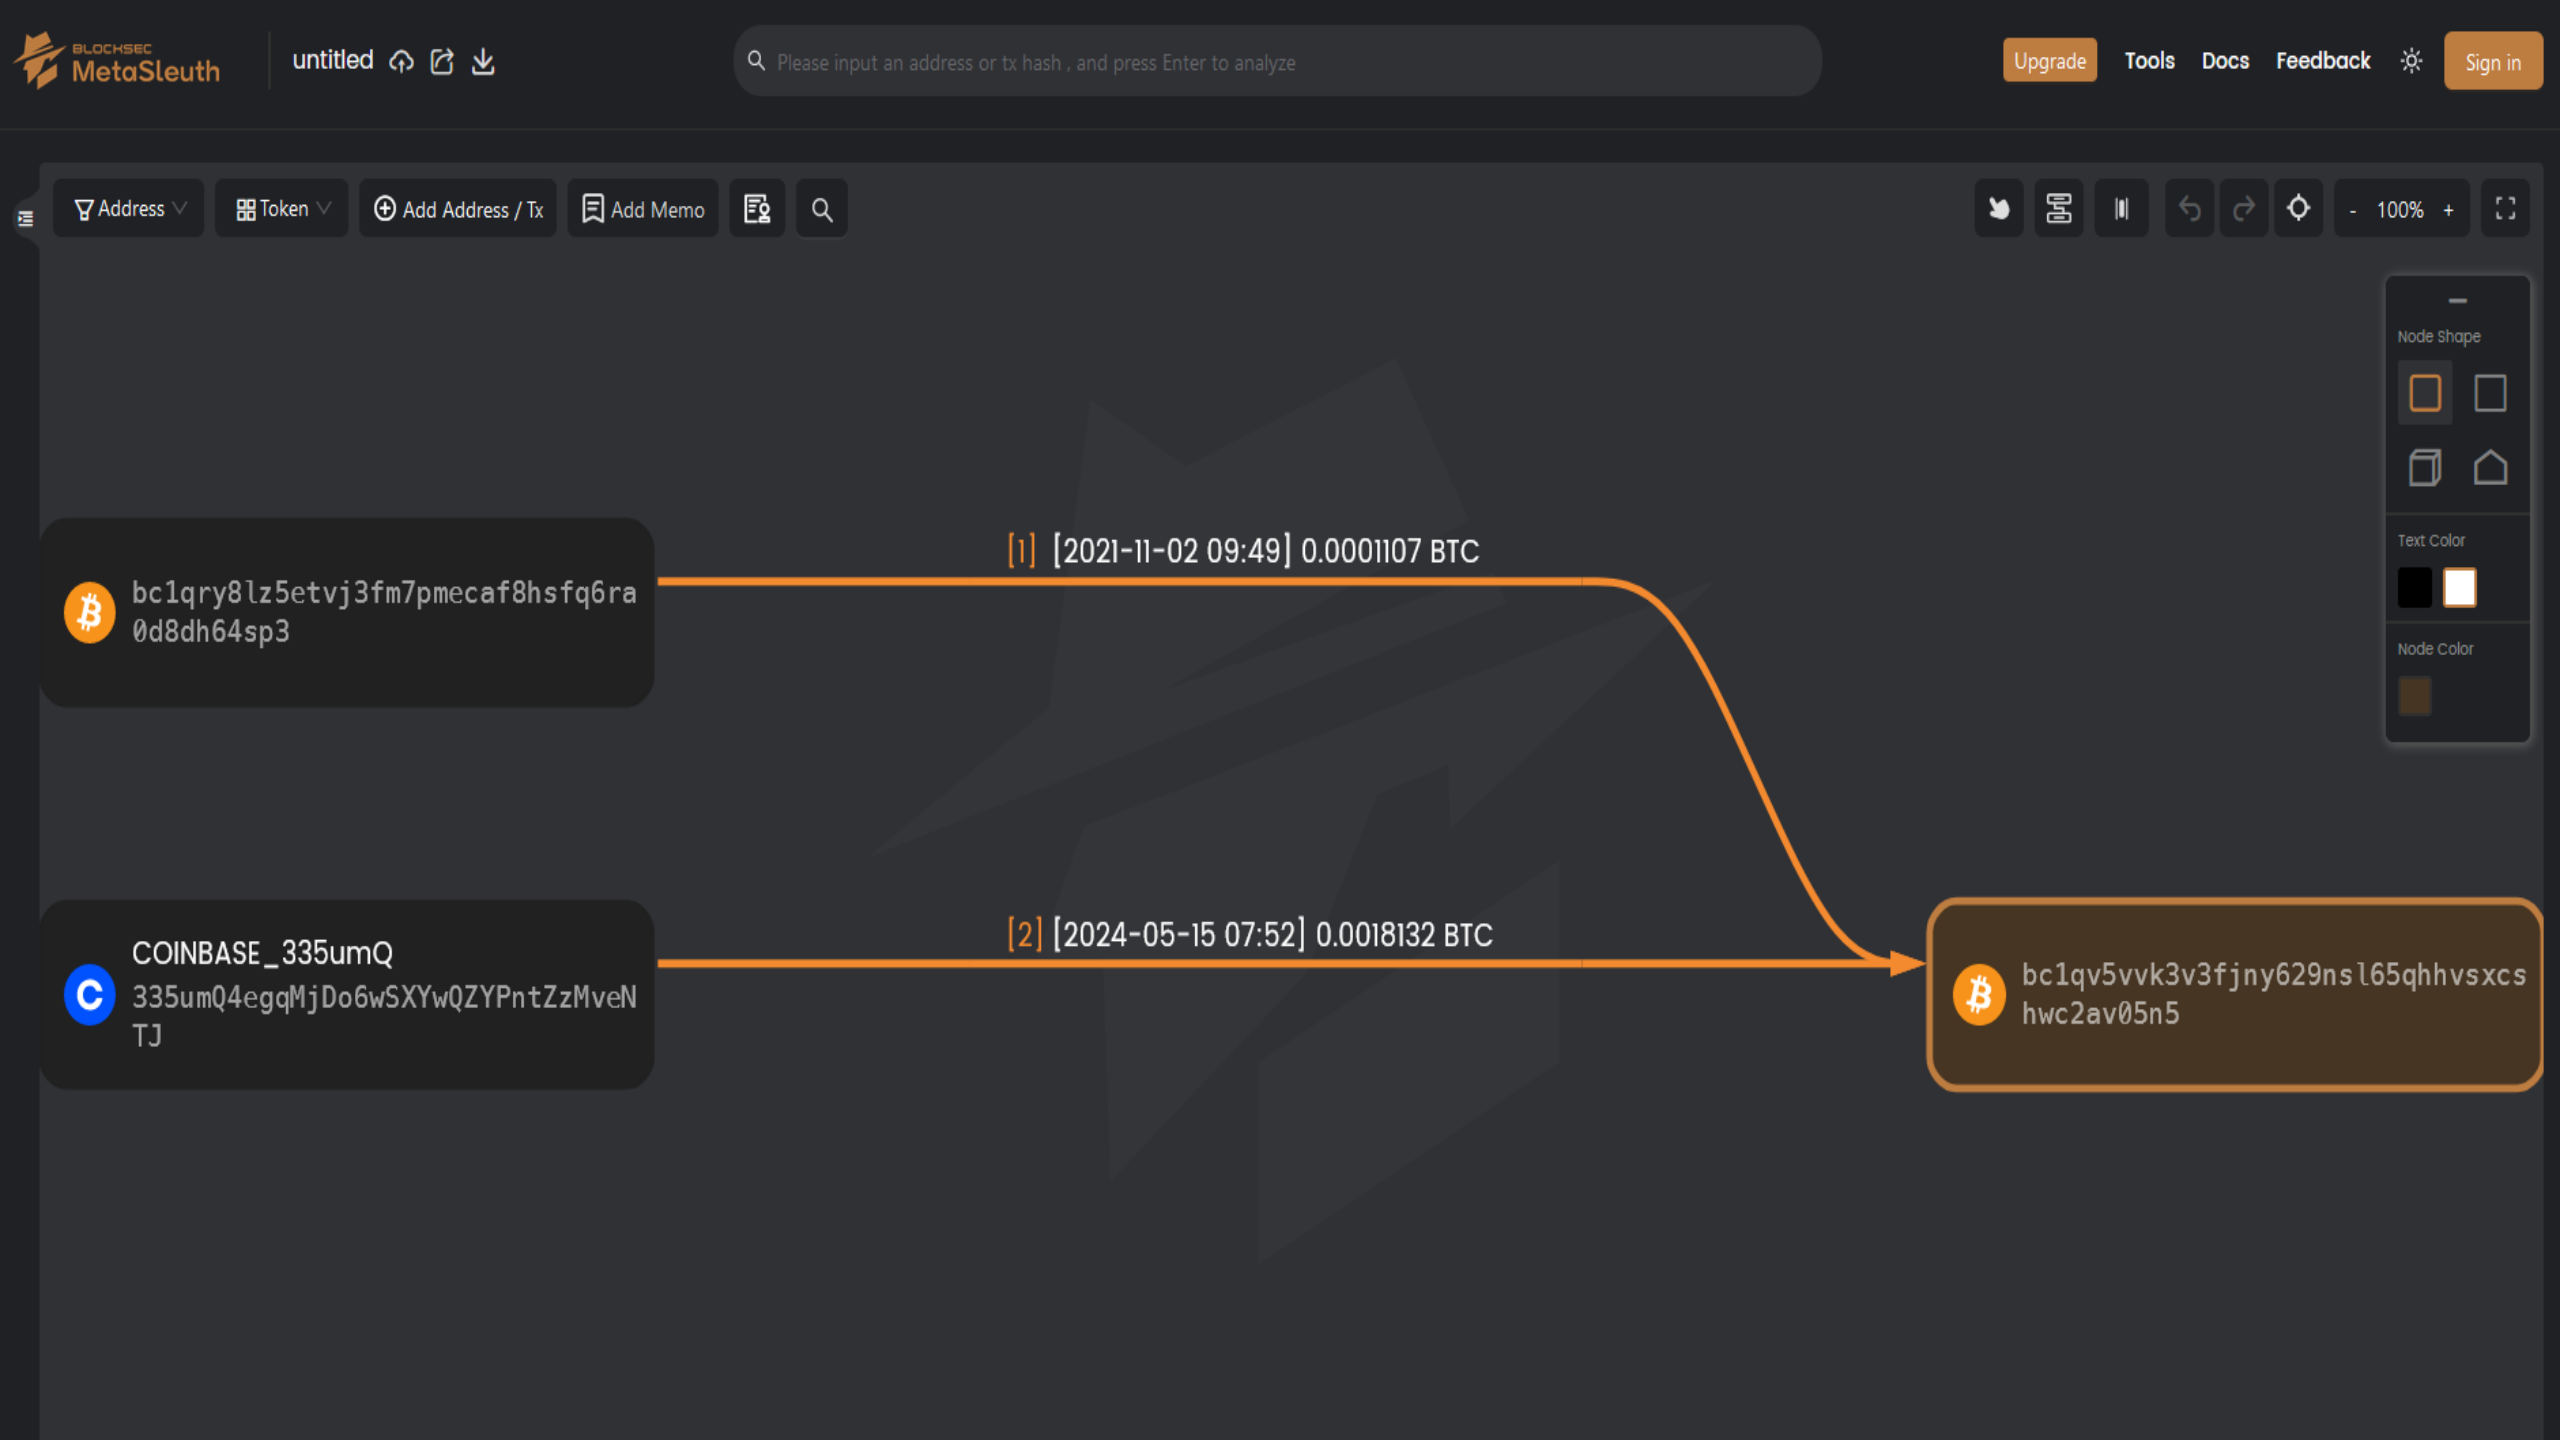 BLOCKSEC
MetaSleuth
untitled
Please input an address or tx hash , and press Enter to analyze
Upgrade
Tools
Docs
Feedback
Sign in
Address
Token
Add Address / Tx
Add Memo
- 100% +
Node Shape
Text Color
Node Color
[1] [2021-11-02 09:49] 0.0001107 BTC
bc1qry8lz5etvj3fm7pmecaf8hsfq6ra
0d8dh64sp3
[2] [2024-05-15 07:52] 0.0018132 BTC
COINBASE_335umQ
335umQ4egqMjDo6wSXYwQZYPntZzMveN
TJ
bc1qv5vvk3v3fjny629nsl65qhhvsxcs
hwc2av05n5